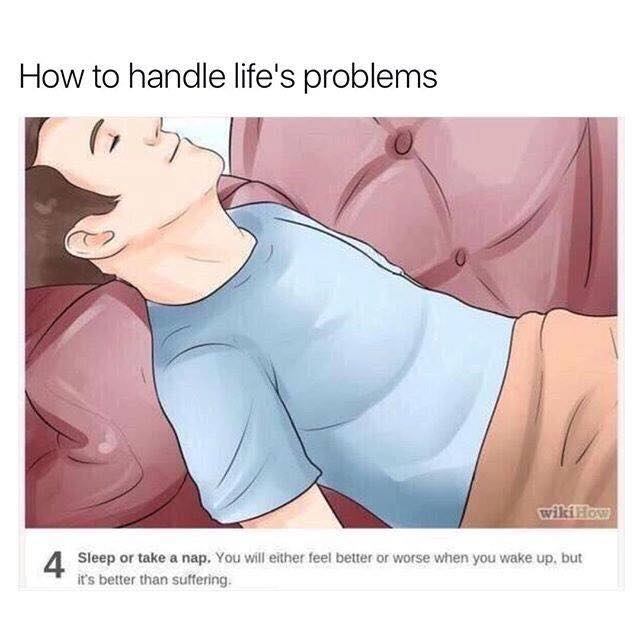 How to handle life's problems
wikiHow
4 Sleep or take a nap. You will either feel better or worse when you wake up, but
it's better than suffering.